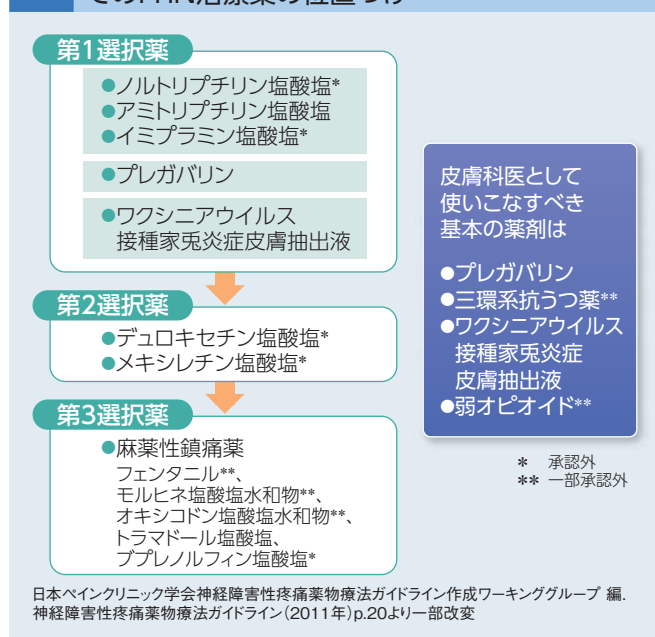 第1選択薬
●ノルトリプチリン塩酸塩*
●アミトリプチリン塩酸塩
●イミプラミン塩酸塩*
●プレガバリン
●ワクシニアウイルス
接種家兎炎症皮膚抽出液
第2選択薬
●デュロキセチン塩酸塩*
●メキシレチン塩酸塩*
第3選択薬
●麻薬性鎮痛薬
フェンタニル**、
モルヒネ塩酸塩水和物**、
オキシコドン塩酸塩水和物**、
トラマドール塩酸塩、
ブプレノルフィン塩酸塩*
皮膚科医として
使いこなすべき
基本の薬剤は
●プレガバリン
●三環系抗うつ薬**
●ワクシニアウイルス
接種家兎炎症
皮膚抽出液
●弱オピオイド**
* 承認外
** 一部承認外
日本ペインクリニック学会神経障害性疼痛薬物療法ガイドライン作成ワーキンググループ 編.
神経障害性疼痛薬物療法ガイドライン(2011年)p.20より一部改変